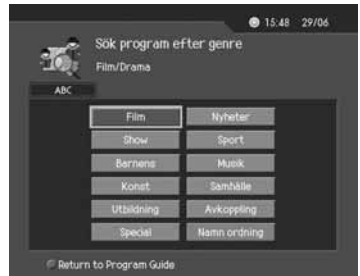 15:48 29/06
Sök program efter genre
Film/Drama
ABC
Film Nyheter
Show Sport
Barnens Musik
Konst Samhälle
Utbildning Avkoppling
Special Namn ordning
Return to Program Guide